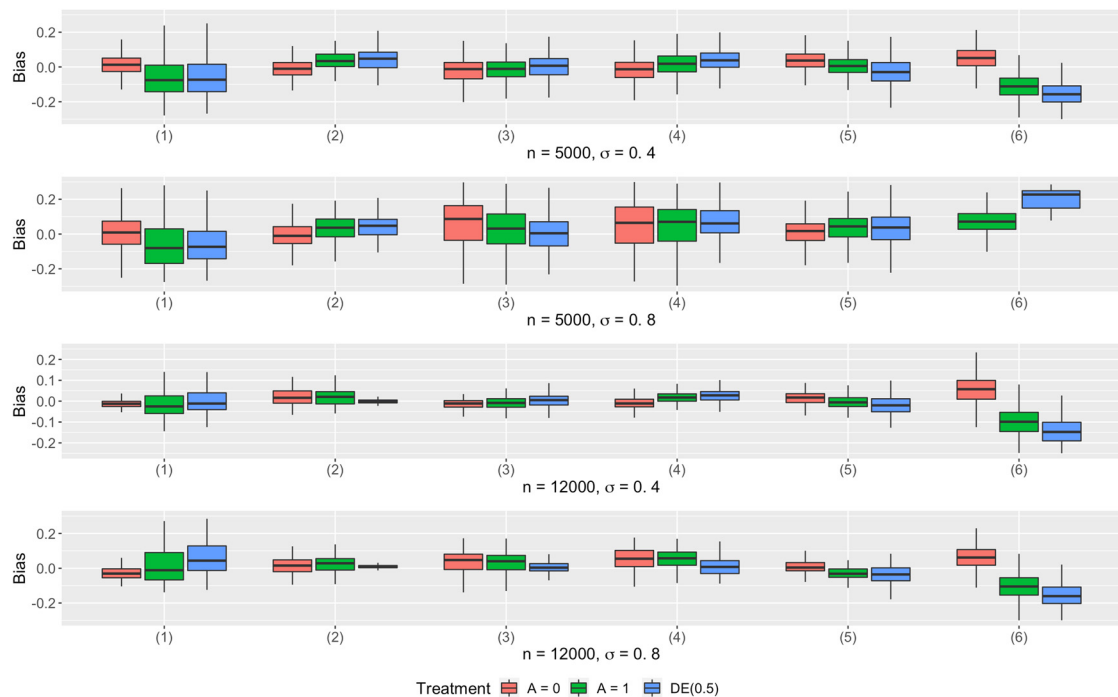 Bias
0.2
0.0
-0.2
(1) (2) (3) (4) (5) (6)
n = 5000, σ = 0. 4
Bias
0.2
0.0
-0.2
(1) (2) (3) (4) (5) (6)
n = 5000, σ = 0. 8
Bias
0.2
0.1
0.0
-0.1
-0.2
(1) (2) (3) (4) (5) (6)
n = 12000, σ = 0. 4
Bias
0.2
0.0
-0.2
(1) (2) (3) (4) (5) (6)
n = 12000, σ = 0. 8
Treatment A = 0 A = 1 DE(0.5)